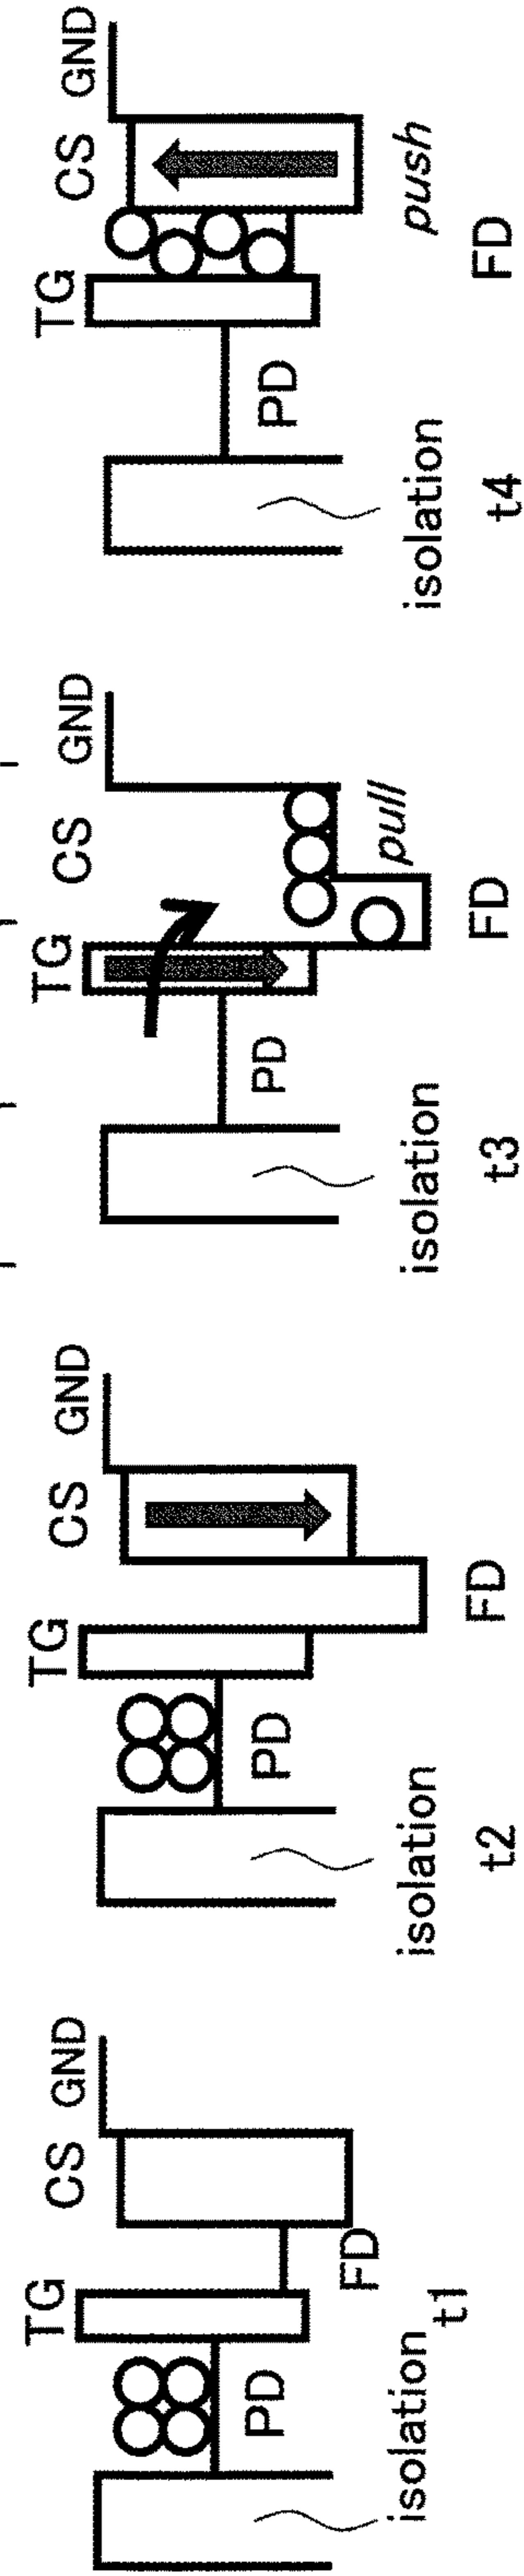 TG CS GND
PD FD
isolation
t1
TG CS GND
PD
FD
isolation
t2
TG CS GND
PD
pull
FD
isolation
t3
TG CS GND
PD
push
FD
isolation
t4